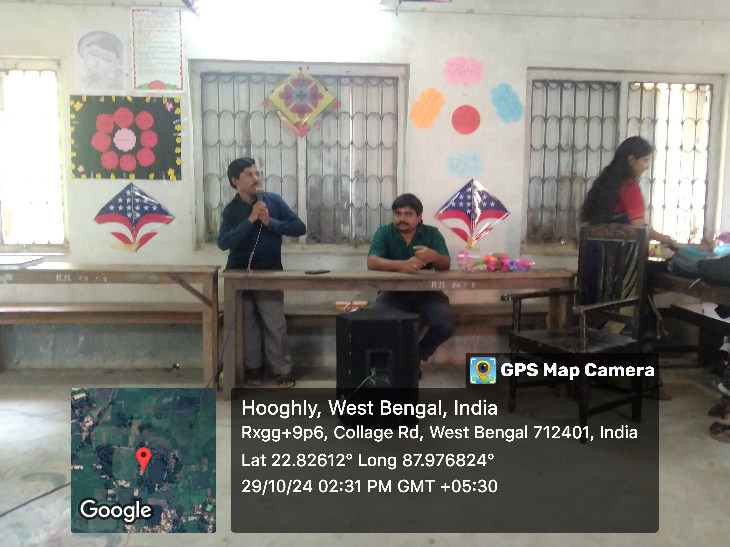 GPS Map Camera
Hooghly, West Bengal, India
Rxgg+9p6, Collage Rd, West Bengal 712401, India
Lat 22.82612° Long 87.976824°
29/10/24 02:31 PM GMT +05:30
Google